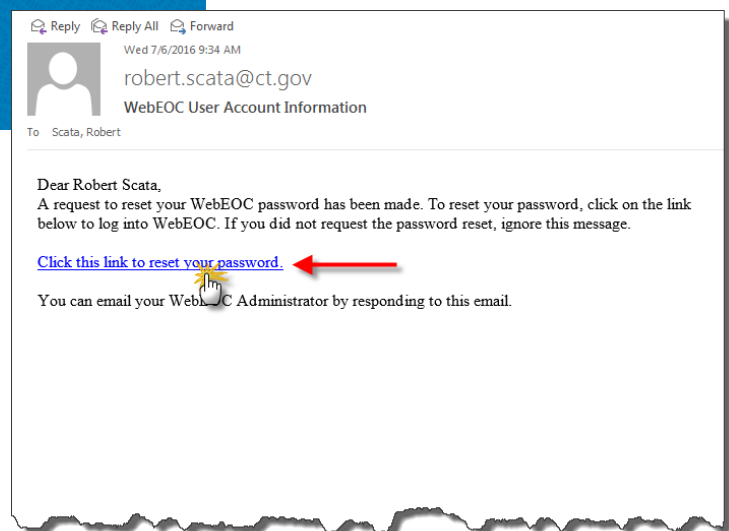 Reply Reply All Forward
Wed 7/6/2016 9:34 AM
robert.scata@ct.gov
WebEOC User Account Information
To Scata, Robert
Dear Robert Scata,
A request to reset your WebEOC password has been made. To reset your password, click on the link
below to log into WebEOC. If you did not request the password reset, ignore this message.
Click this link to reset your password.
You can email your WebEOC Administrator by responding to this email.